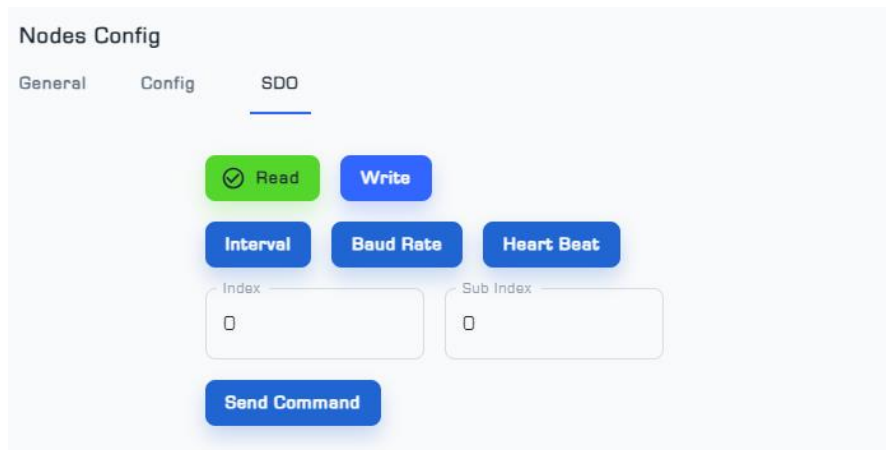 Nodes Config
General Config SDO
Read Write
Interval Baud Rate Heart Beat
Index Sub Index
0 0
Send Command